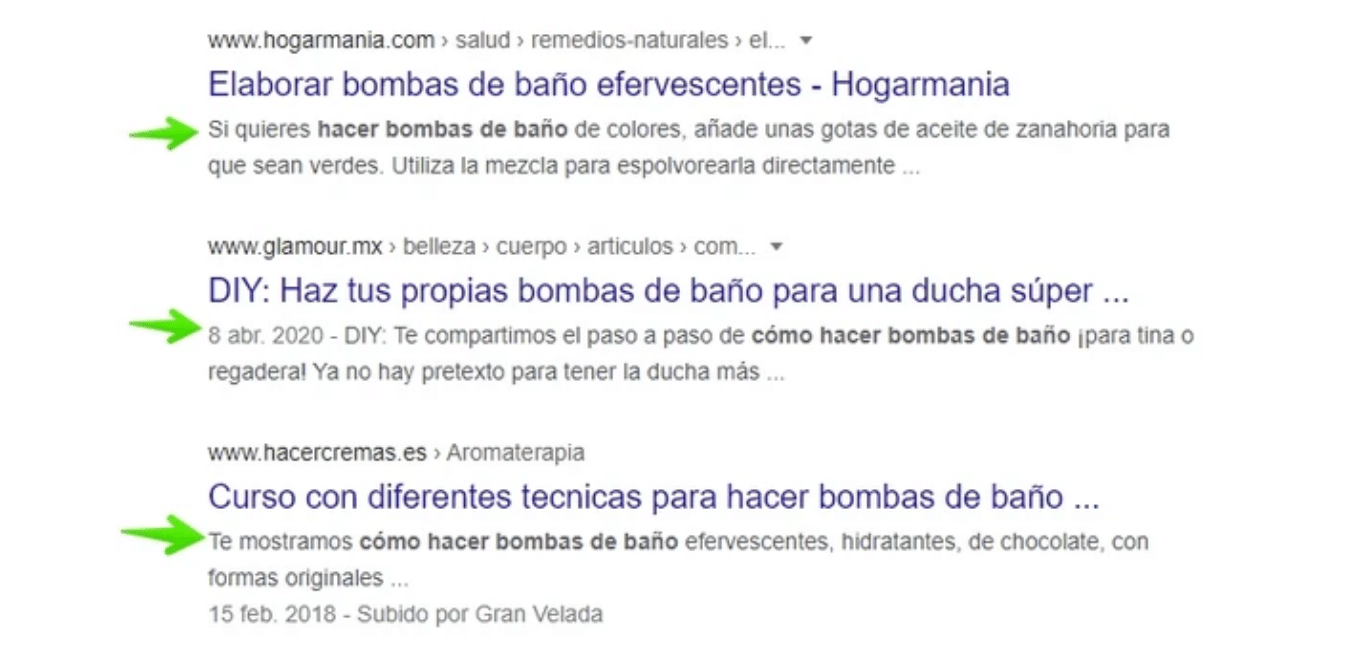 www.hogarmania.com › salud › remedios-naturales › el...
Elaborar bombas de baño efervescentes - Hogarmania
Si quieres hacer bombas de baño de colores, añade unas gotas de aceite de zanahoria para
que sean verdes. Utiliza la mezcla para espolvorearla directamente ...
www.glamour.mx › belleza › cuerpo › articulos › com...
DIY: Haz tus propias bombas de baño para una ducha súper ...
8 abr. 2020 - DIY: Te compartimos el paso a paso de cómo hacer bombas de baño ¡para tina o
regadera! Ya no hay pretexto para tener la ducha más ...
www.hacercremas.es › Aromaterapia
Curso con diferentes tecnicas para hacer bombas de baño ...
Te mostramos cómo hacer bombas de baño efervescentes, hidratantes, de chocolate, con
formas originales ...
15 feb. 2018 - Subido por Gran Velada